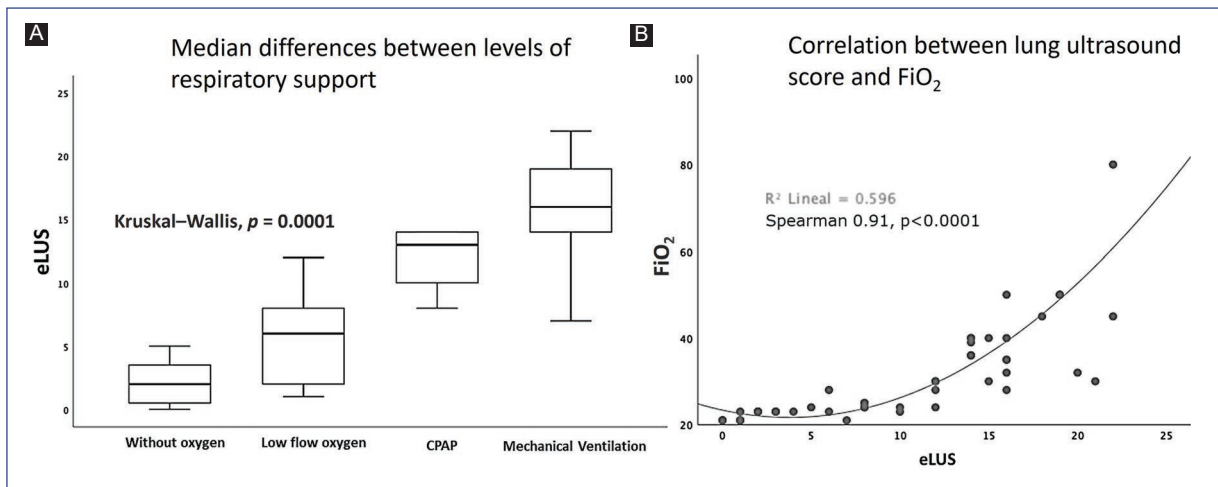 A
Median differences between levels of
respiratory support
25
20
15
10
5
0
eLUS
Kruskal–Wallis, p = 0.0001
Without oxygen
Low flow oxygen
CPAP
Mechanical Ventilation
B
Correlation between lung ultrasound
score and FiO₂
100
80
60
40
20
FiO₂
R² Lineal = 0.596
Spearman 0.91, p<0.0001
0
5
10
15
20
25
eLUS